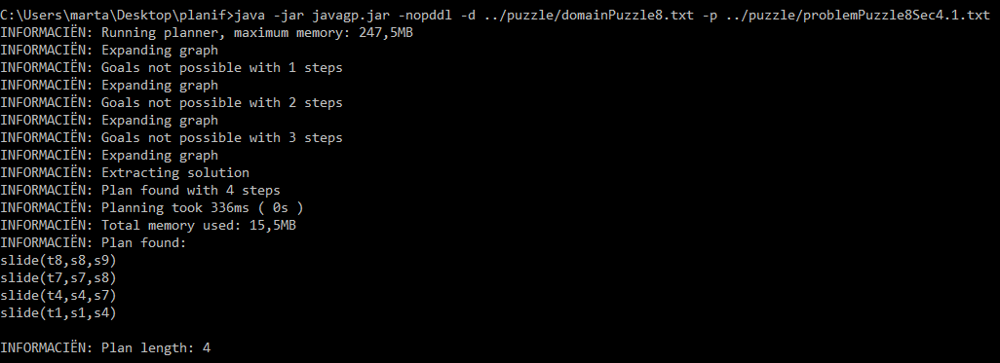 C:\Users\marta\Desktop\planif>java -jar javagp.jar -nopddl -d ../puzzle/domainPuzzle8.txt -p ../puzzle/problemPuzzle8Sec4.1.txt
INFORMACIËN: Running planner, maximum memory: 247,5MB
INFORMACIËN: Expanding graph
INFORMACIËN: Goals not possible with 1 steps
INFORMACIËN: Expanding graph
INFORMACIËN: Goals not possible with 2 steps
INFORMACIËN: Expanding graph
INFORMACIËN: Goals not possible with 3 steps
INFORMACIËN: Expanding graph
INFORMACIËN: Extracting solution
INFORMACIËN: Plan found with 4 steps
INFORMACIËN: Planning took 336ms ( 0s )
INFORMACIËN: Total memory used: 15,5MB
INFORMACIËN: Plan found:
slide(t8,s8,s9)
slide(t7,s7,s8)
slide(t4,s4,s7)
slide(t1,s1,s4)
INFORMACIËN: Plan length: 4